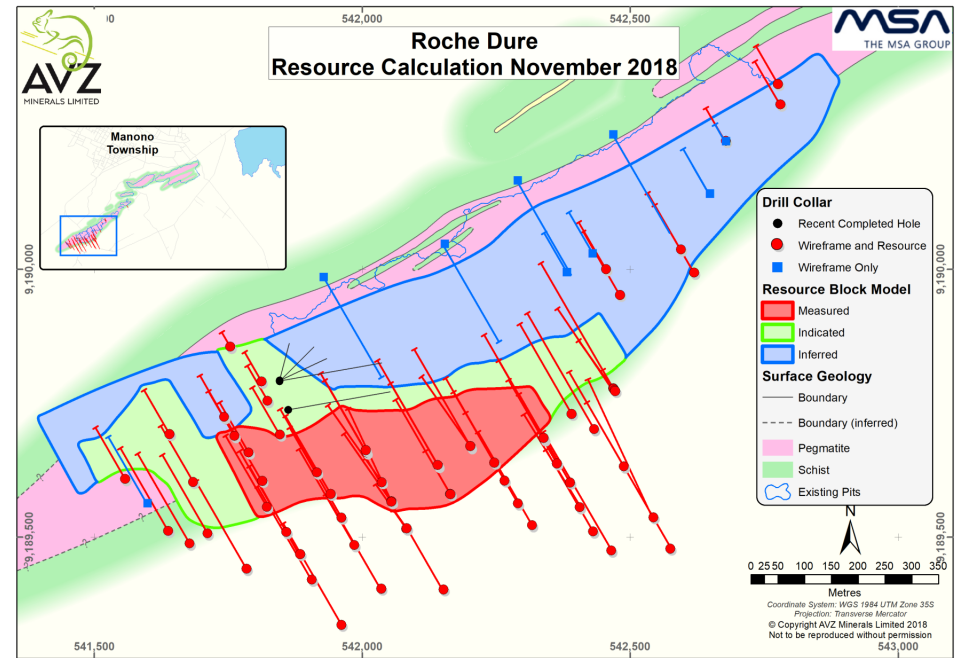 00
542,000
542,500
Roche Dure
Resource Calculation November 2018
AVZ
MINERALS LIMITED
MSA
THE MSA GROUP
Manono
Township
9,190,000
9,190,000
Drill Collar
Recent Completed Hole
Wireframe and Resource
Wireframe Only
Resource Block Model
Measured
Indicated
Inferred
Surface Geology
Boundary
Boundary (inferred)
Pegmatite
Schist
Existing Pits
?
?
?
9,189,500
9,189,500
N
0 25 50 100 150 200 250 300 350
Metres
Coordinate System: WGS 1984 UTM Zone 35S
Projection: Transverse Mercator
© Copyright AVZ Minerals Limited 2018
Not to be reproduced without permission
541,500
542,000
542,500
543,000